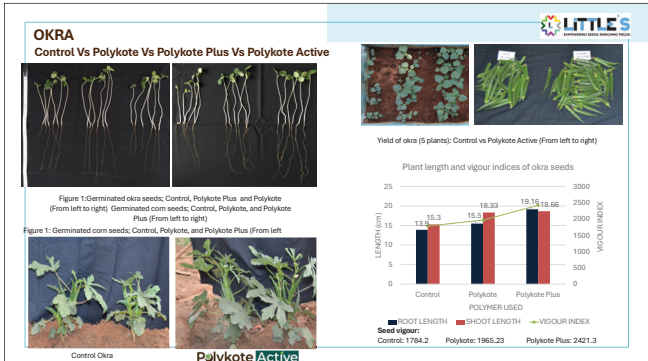 LITTLE'S
EMPOWERING SEEDS, ENRICHING FIELDS.
OKRA
Control Vs Polykote Vs Polykote Plus Vs Polykote Active
Figure 1:Germinated okra seeds; Control, Polykote Plus and Polykote
(From left to right) Germinated corn seeds; Control, Polykote, and Polykote
Plus (From left to right)
Figure 1: Germinated corn seeds; Control, Polykote, and Polykote Plus (From left
Control Okra
Polykote Active
Yield of okra (5 plants): Control vs Polykote Active (From left to right)
Plant length and vigour indices of okra seeds
LENGTH (cm)
25
20
15
10
5
0
13.9
15.3
15.5
18.33
19.16
18.66
3000
2500
2000
1500
1000
500
0
VIGOUR INDEX
Control
Polykote
Polykote Plus
POLYMER USED
ROOT LENGTH
SHOOT LENGTH
VIGOUR INDEX
Seed vigour:
Control: 1784.2 Polykote: 1965.23 Polykote Plus: 2421.3